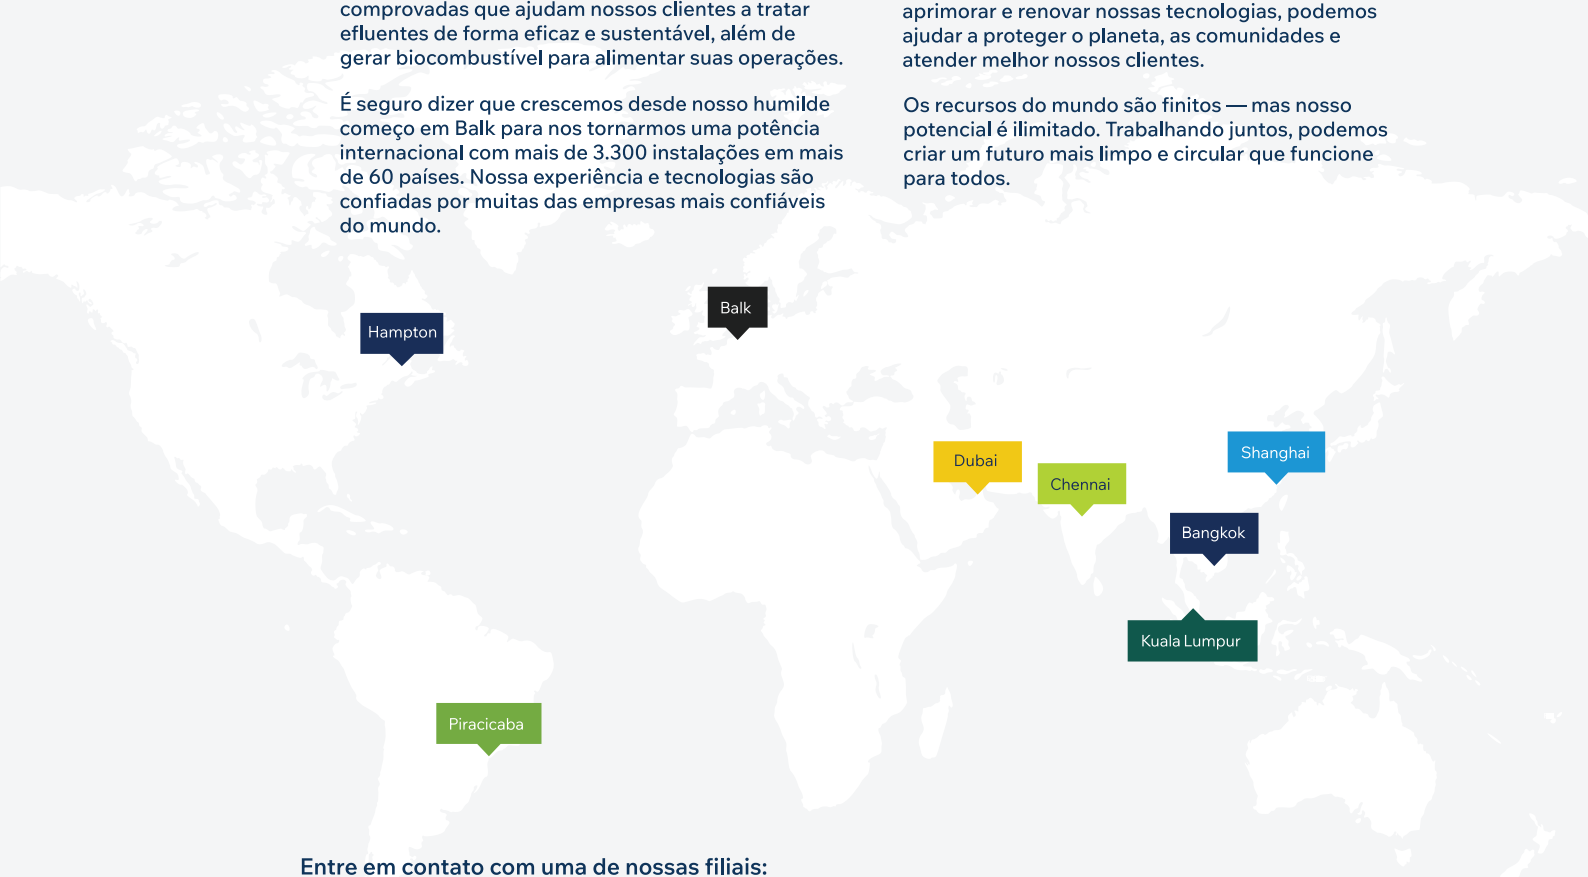 comprovadas que ajudam nossos clientes a tratar
efluentes de forma eficaz e sustentável, além de
gerar biocombustível para alimentar suas operações.
É seguro dizer que crescemos desde nosso humilde
começo em Balk para nos tornarmos uma potência
internacional com mais de 3.300 instalações em mais
de 60 países. Nossa experiência e tecnologias são
confiadas por muitas das empresas mais confiáveis
do mundo.
aprimorar e renovar nossas tecnologias, podemos
ajudar a proteger o planeta, as comunidades e
atender melhor nossos clientes.
Os recursos do mundo são finitos — mas nosso
potencial é ilimitado. Trabalhando juntos, podemos
criar um futuro mais limpo e circular que funcione
para todos.
Balk
Hampton
Shanghai
Dubai
Chennai
Bangkok
Kuala Lumpur
Piracicaba
Entre em contato com uma de nossas filiais: